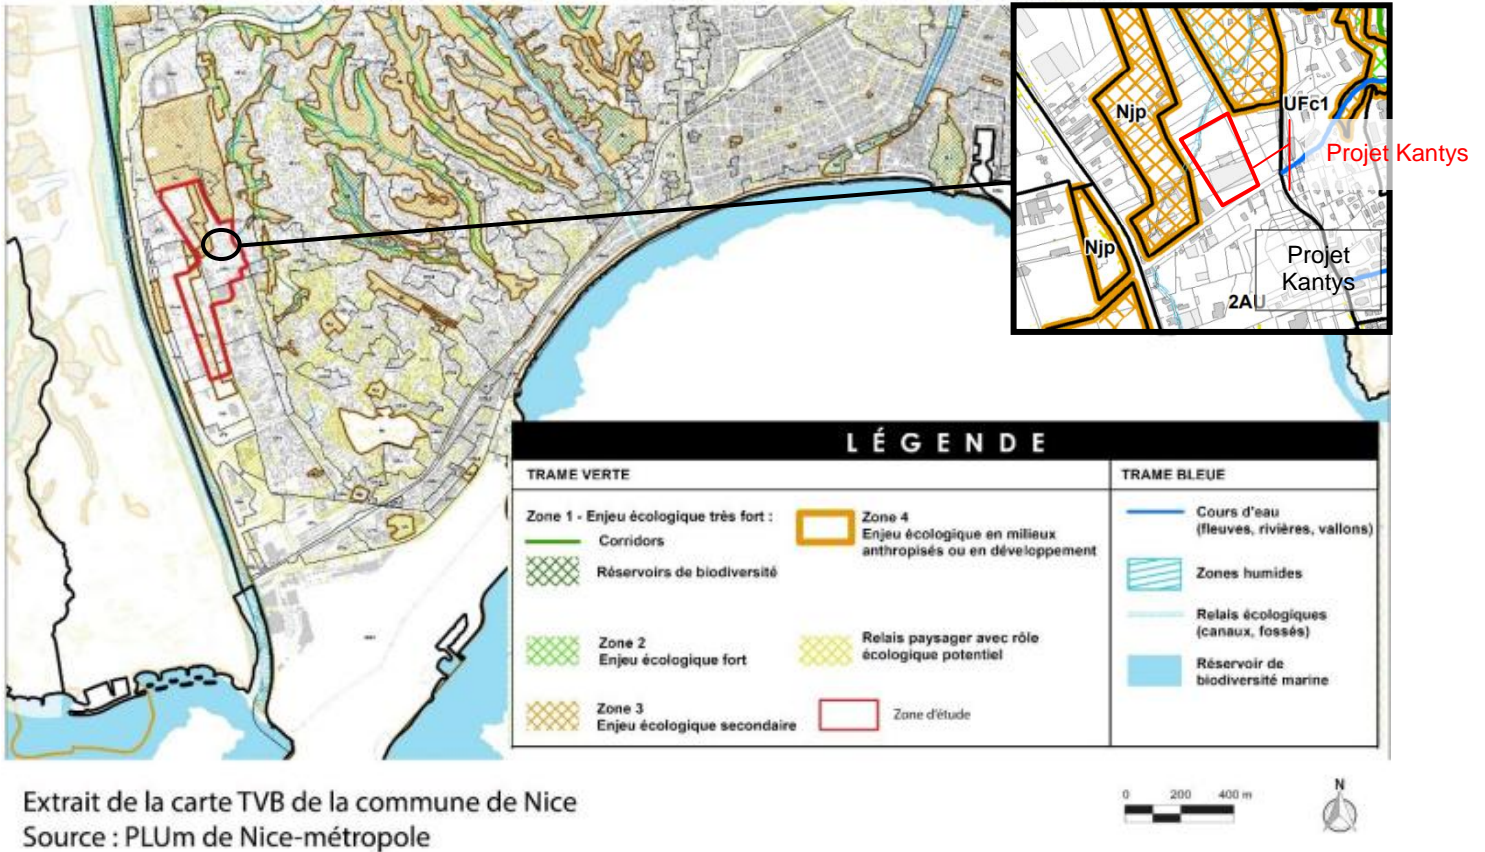 Njp
UFc1
Projet Kantys
Njp
Projet
Kantys
2AU
LÉGENDE
TRAME VERTE
Zone 1 - Enjeu écologique très fort :
Corridors
Réservoirs de biodiversité
Zone 2
Enjeu écologique fort
Zone 3
Enjeu écologique secondaire
Zone 4
Enjeu écologique en milieux
anthropisés ou en développement
Relais paysager avec rôle
écologique potentiel
Zone d'étude
TRAME BLEUE
Cours d'eau
(fleuves, rivières, vallons)
Zones humides
Relais écologiques
(canaux, fossés)
Réservoir de
biodiversité marine
Extrait de la carte TVB de la commune de Nice
Source : PLUm de Nice-métropole
0 200 400 m
N